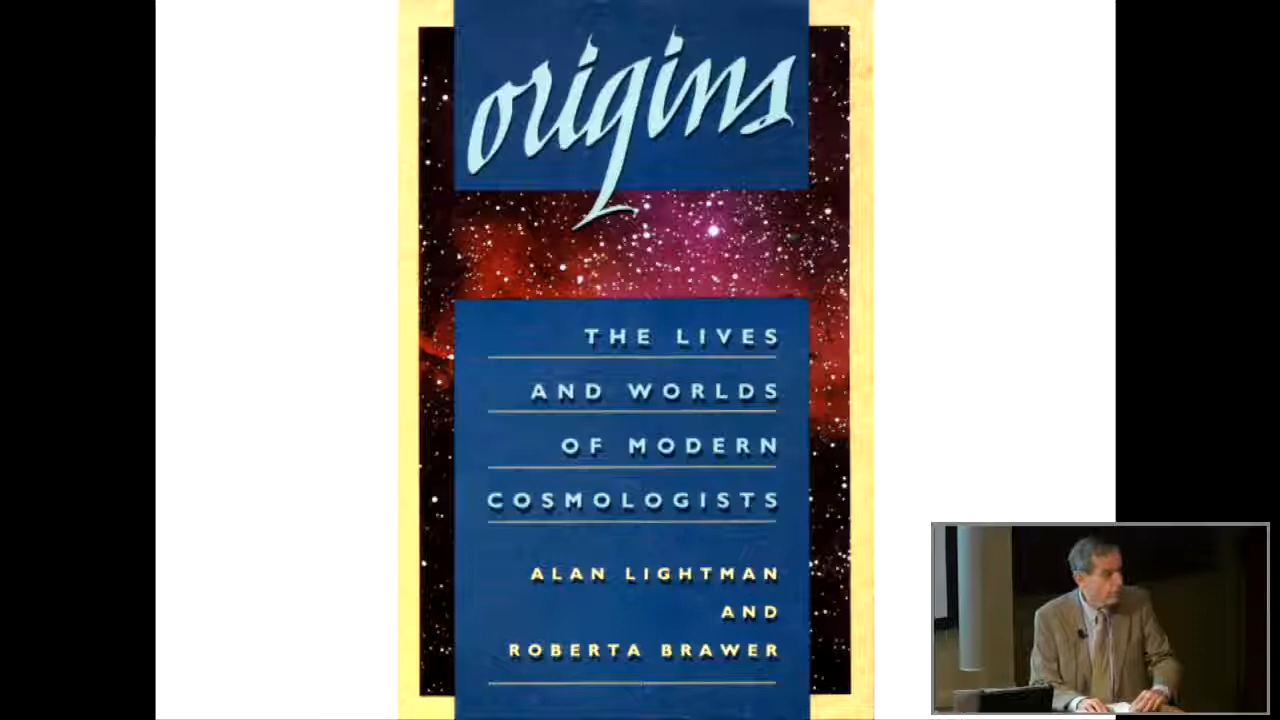 origins
THE LIVES
AND WORLDS
OF MODERN
COSMOLOGISTS
ALAN LIGHTMAN
AND
ROBERTA BRAWER